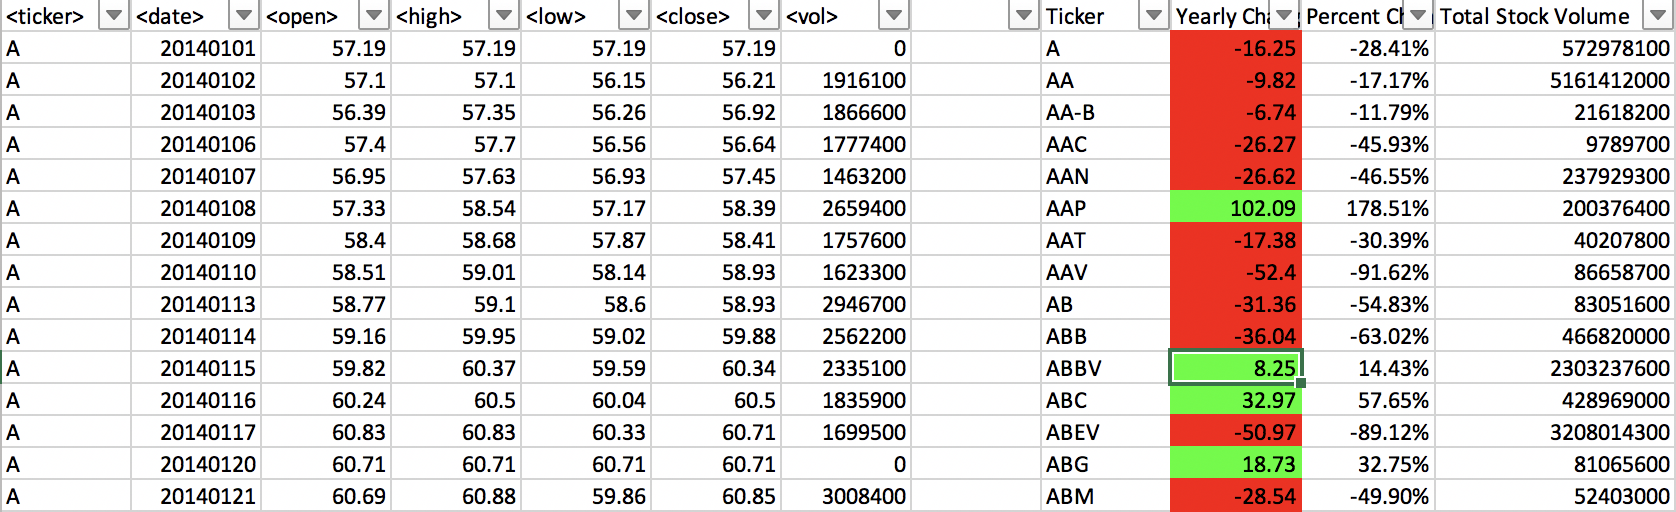 <ticker> <date> <open> <high> <low> <close> <vol> Ticker Yearly Chang Percent Ch Total Stock Volume
A 20140101 57.19 57.19 57.19 57.19 0 A -16.25 -28.41% 572978100
A 20140102 57.1 57.1 56.15 56.21 1916100 AA -9.82 -17.17% 5161412000
A 20140103 56.39 57.35 56.26 56.92 1866600 AA-B -6.74 -11.79% 21618200
A 20140106 57.4 57.7 56.56 56.64 1777400 AAC -26.27 -45.93% 9789700
A 20140107 56.95 57.63 56.93 57.45 1463200 AAN -26.62 -46.55% 237929300
A 20140108 57.33 58.54 57.17 58.39 2659400 AAP 102.09 178.51% 200376400
A 20140109 58.4 58.68 57.87 58.41 1757600 AAT -17.38 -30.39% 40207800
A 20140110 58.51 59.01 58.14 58.93 1623300 AAV -52.4 -91.62% 86658700
A 20140113 58.77 59.1 58.6 58.93 2946700 AB -31.36 -54.83% 83051600
A 20140114 59.16 59.95 59.02 59.88 2562200 ABB -36.04 -63.02% 466820000
A 20140115 59.82 60.37 59.59 60.34 2335100 ABBV 8.25 14.43% 2303237600
A 20140116 60.24 60.5 60.04 60.5 1835900 ABC 32.97 57.65% 428969000
A 20140117 60.83 60.83 60.33 60.71 1699500 ABEV -50.97 -89.12% 3208014300
A 20140120 60.71 60.71 60.71 60.71 0 ABG 18.73 32.75% 81065600
A 20140121 60.69 60.88 59.86 60.85 3008400 ABM -28.54 -49.90% 52403000